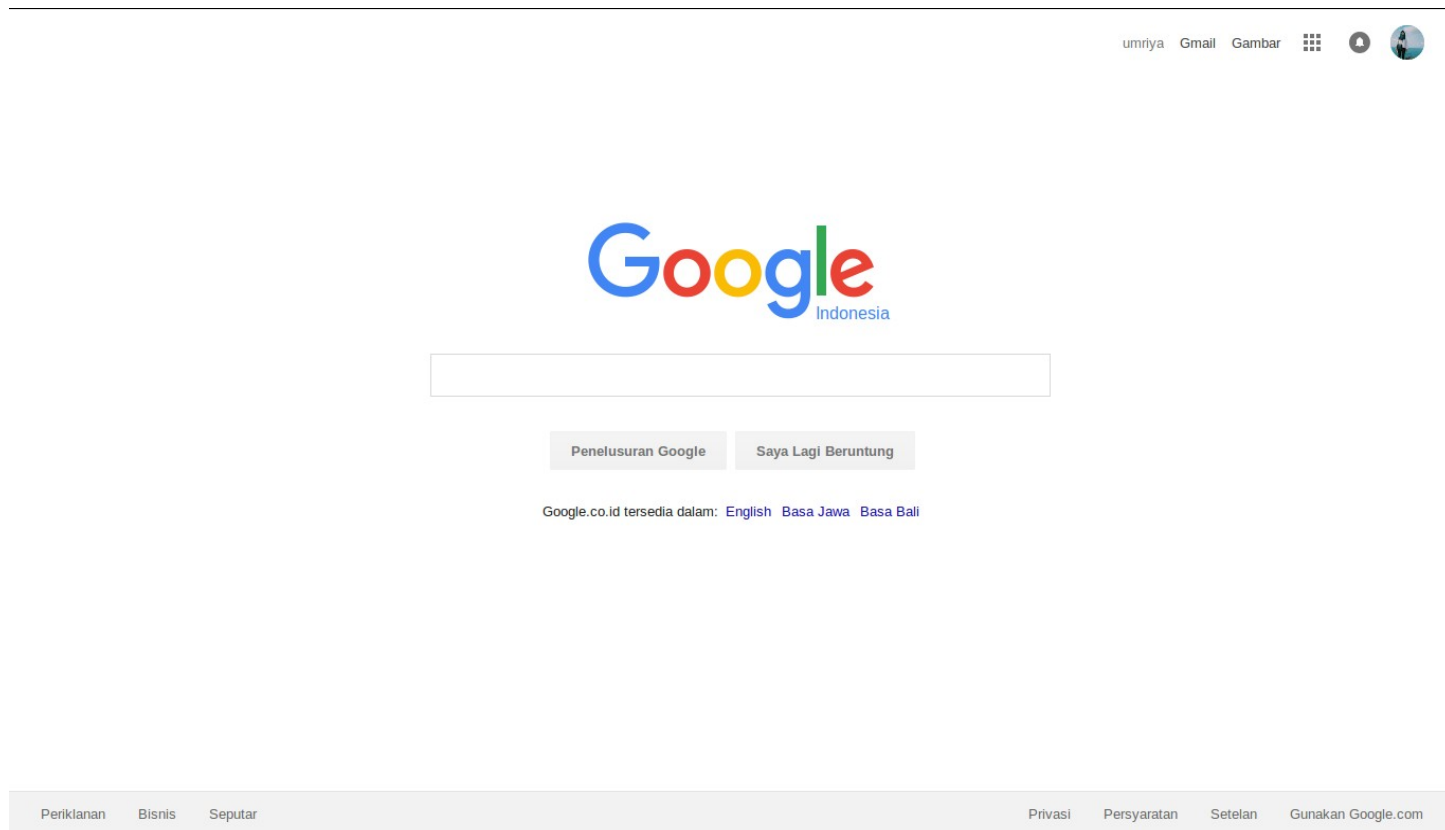 umriya Gmail Gambar
Google
Indonesia
Penelusuran Google Saya Lagi Beruntung
Google.co.id tersedia dalam: English Basa Jawa Basa Bali
Periklanan Bisnis Seputar Privasi Persyaratan Setelan Gunakan Google.com